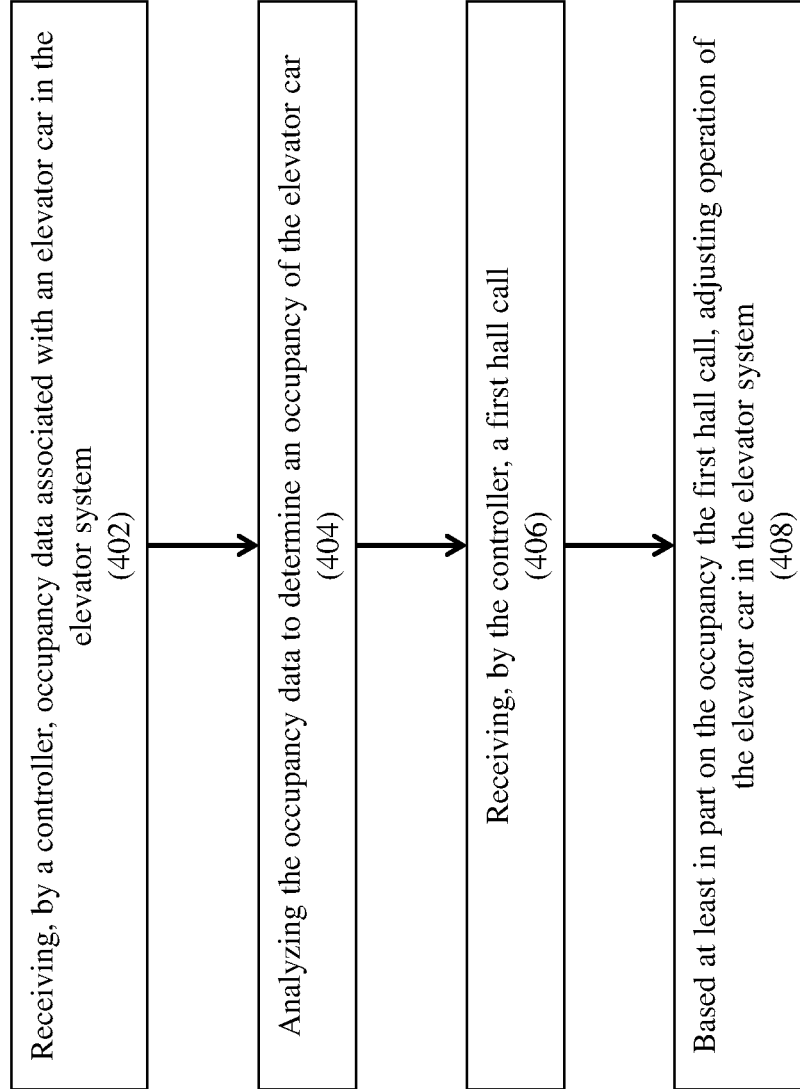 Receiving, by a controller, occupancy data associated with an elevator car in the
elevator system
(402)
Analyzing the occupancy data to determine an occupancy of the elevator car
(404)
Receiving, by the controller, a first hall call
(406)
Based at least in part on the occupancy the first hall call, adjusting operation of
the elevator car in the elevator system
(408)